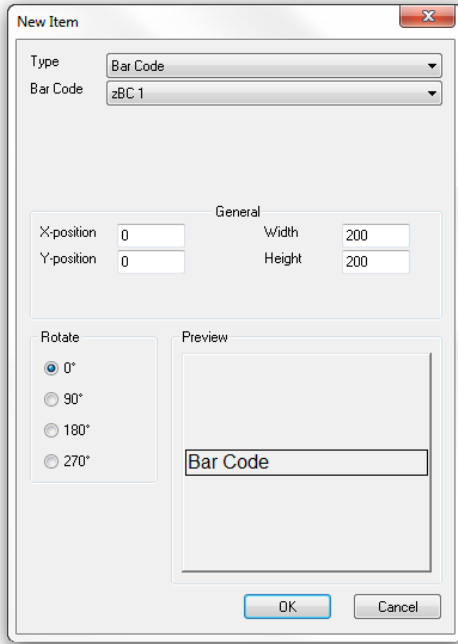 New Item
Type Bar Code
Bar Code zBC 1
General
X-position 0 Width 200
Y-position 0 Height 200
Rotate Preview
0°
90°
180°
270°
Bar Code
OK Cancel